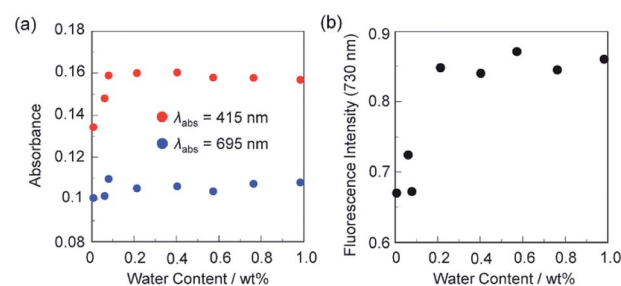 (a)
0.18
0.16
0.14
0.12
0.1
0.08
Absorbance
λabs = 415 nm
λabs = 695 nm
0 0.2 0.4 0.6 0.8 1.0
Water Content / wt%
(b)
0.9
0.8
0.7
0.6
Fluorescence Intensity (730 nm)
0 0.2 0.4 0.6 0.8 1.0
Water Content / wt%